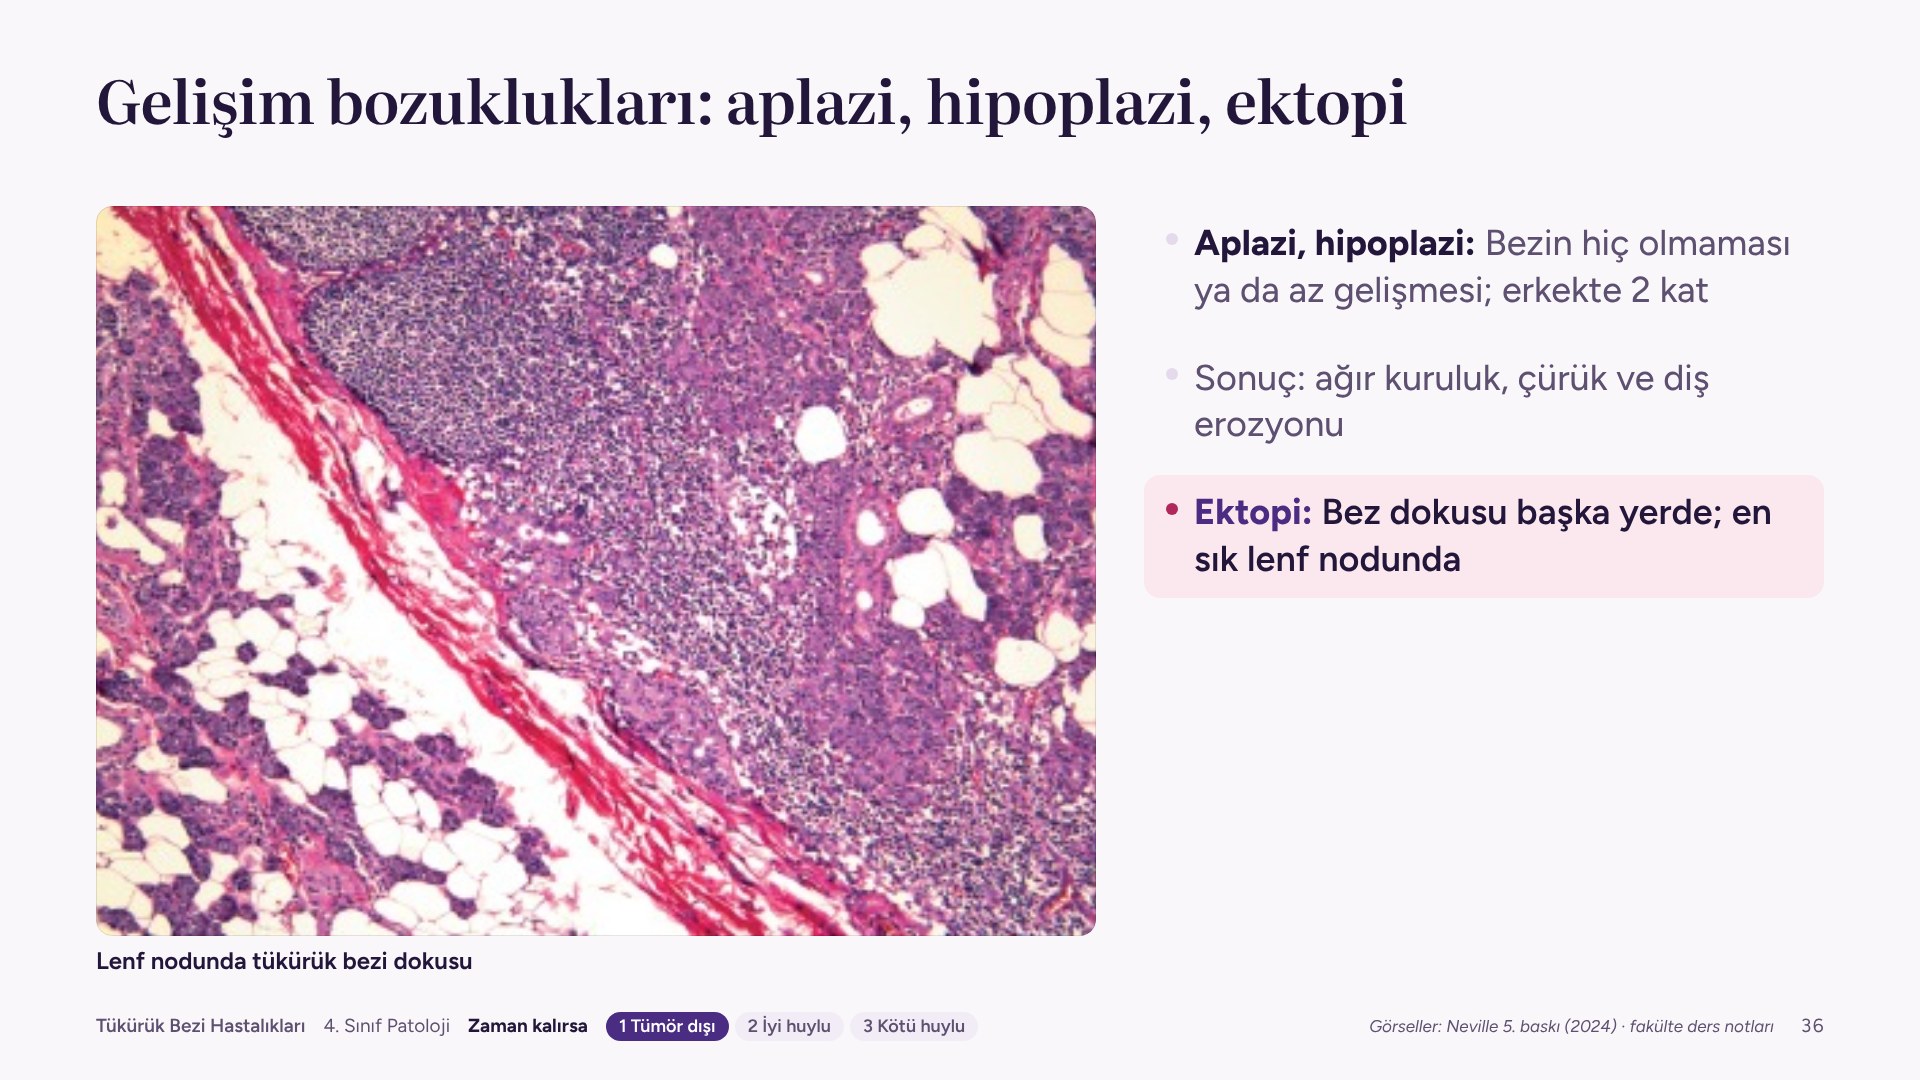 Gelişim bozuklukları: aplazi, hipoplazi, ektopi
Aplazi, hipoplazi: Bezin hiç olmaması
ya da az gelişmesi; erkekte 2 kat
Sonuç: ağır kuruluk, çürük ve diş
erozyonu
Ektopi: Bez dokusu başka yerde; en
sık lenf nodunda
Lenf nodunda tükürük bezi dokusu
Tükürük Bezi Hastalıkları 4. Sınıf Patoloji Zaman kalırsa 1 Tümör dışı 2 İyi huylu 3 Kötü huylu Görseller: Neville 5. baskı (2024) · fakülte ders notları 36